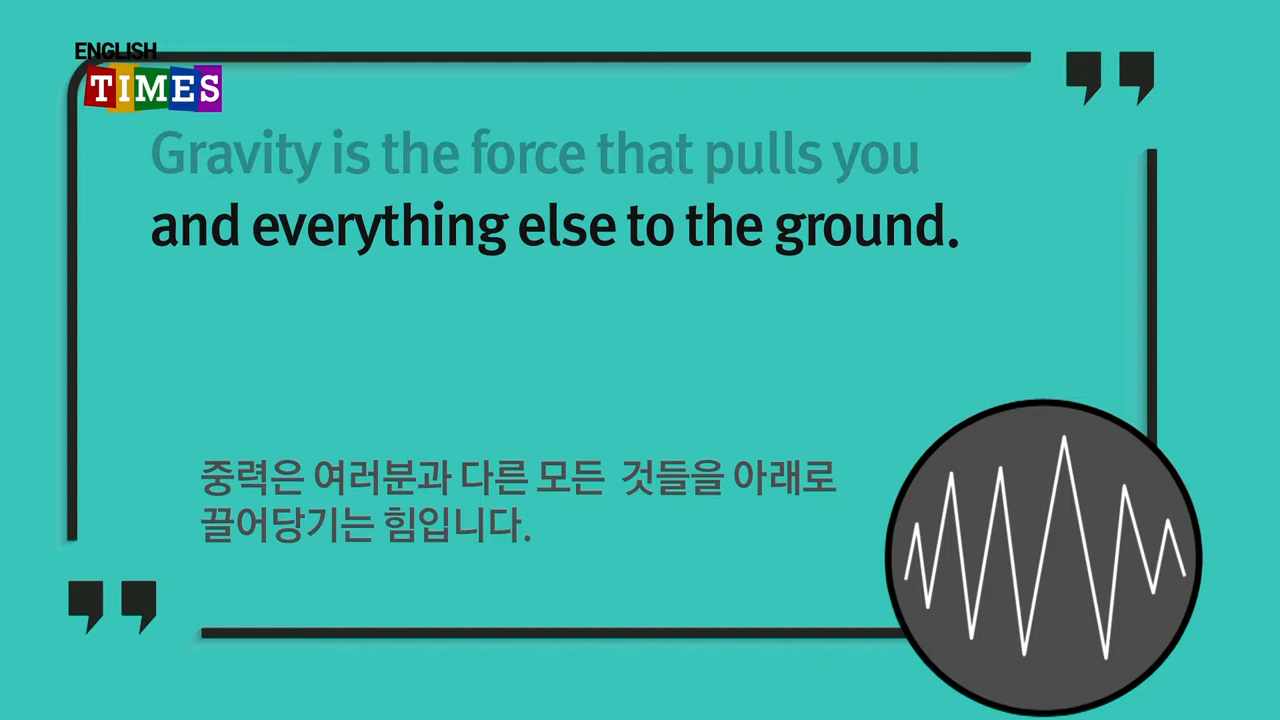 ENGLISH
TIMES
Gravity is the force that pulls you
and everything else to the ground.
중력은 여러분과 다른 모든 것들을 아래로
끌어당기는 힘입니다.